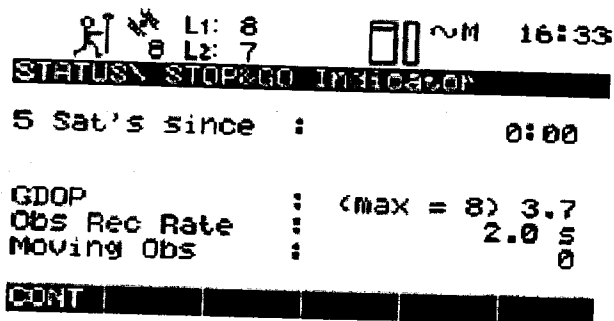 L1: 8
8 L2: 7
~M 16:33
STATUS\ STOP&GO Indicator
5 Sat's since : 0:00
GDOP : (max = 8) 3.7
Obs Rec Rate : 2.0 s
Moving Obs : 0
CONT